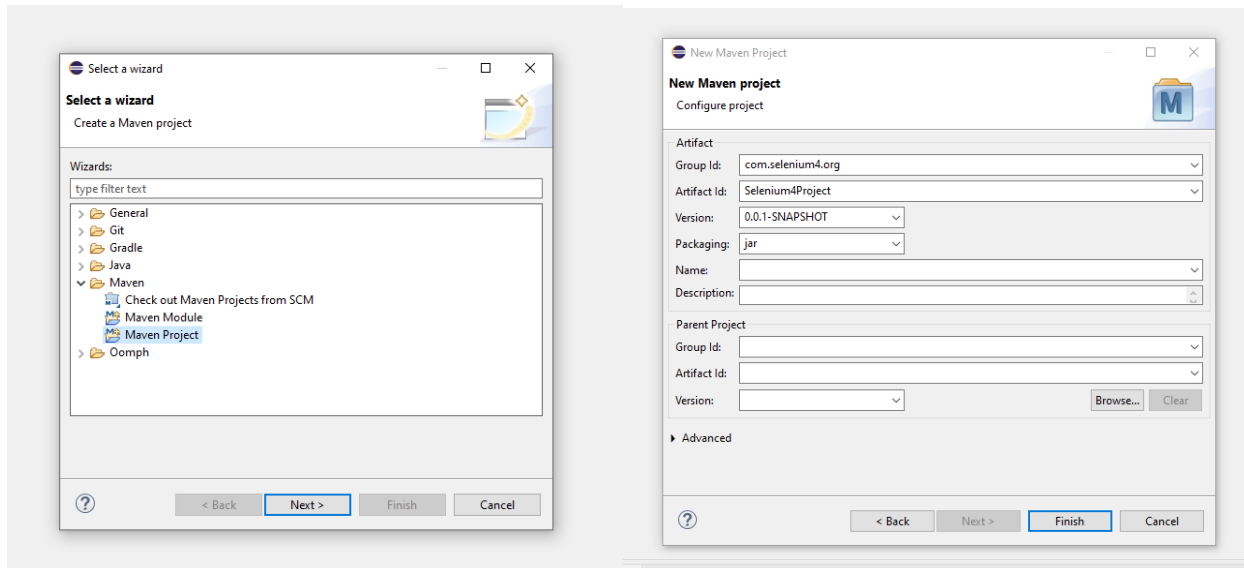 Select a wizard
Select a wizard
Create a Maven project
Wizards:
type filter text
General
Git
Gradle
Java
Maven
Check out Maven Projects from SCM
Maven Module
Maven Project
Oomph
?
< Back Next > Finish Cancel
New Maven Project
New Maven project
Configure project
M
Artifact
Group Id: com.selenium4.org
Artifact Id: Selenium4Project
Version: 0.0.1-SNAPSHOT
Packaging: jar
Name:
Description:
Parent Project
Group Id:
Artifact Id:
Version: Browse... Clear
Advanced
?
< Back Next > Finish Cancel